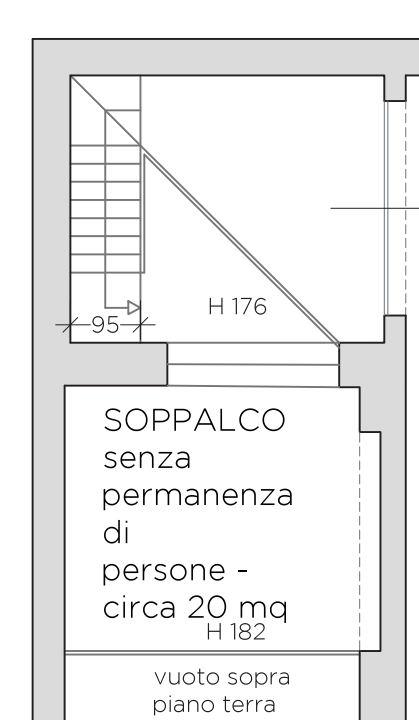 H 176
95
SOPPALCO
senza
permanenza
di
persone -
circa 20 mq
H 182
vuoto sopra
piano terra